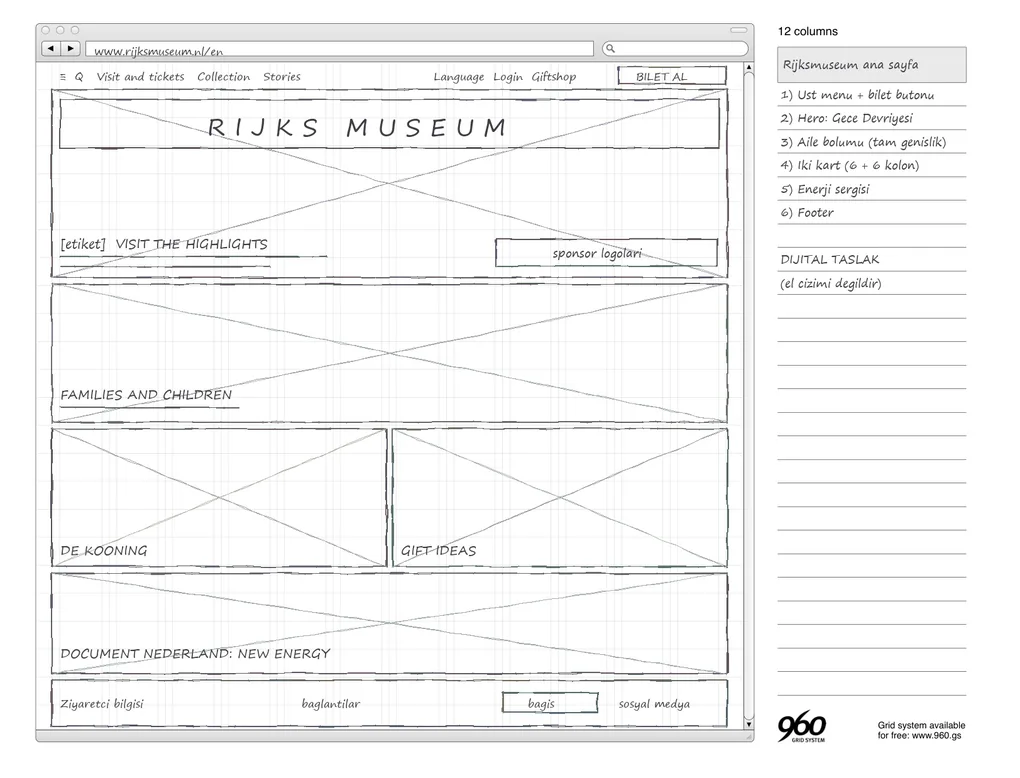 12 columns
www.rijksmuseum.nl/en
Rijksmuseum ana sayfa
≡ Q Visit and tickets Collection Stories Language Login Giftshop BILET AL
1) Ust menu + bilet butonu
2) Hero: Gece Devriyesi
3) Aile bolumu (tam genislik)
4) Iki kart (6 + 6 kolon)
5) Enerji sergisi
6) Footer
DIJITAL TASLAK
(el cizimi degildir)
RIJKS MUSEUM
[etiket] VISIT THE HIGHLIGHTS
sponsor logolari
FAMILIES AND CHILDREN
DE KOONING
GIFT IDEAS
DOCUMENT NEDERLAND: NEW ENERGY
Ziyaretci bilgisi baglantilar bagis sosyal medya
960
GRID SYSTEM
Grid system available
for free: www.960.gs